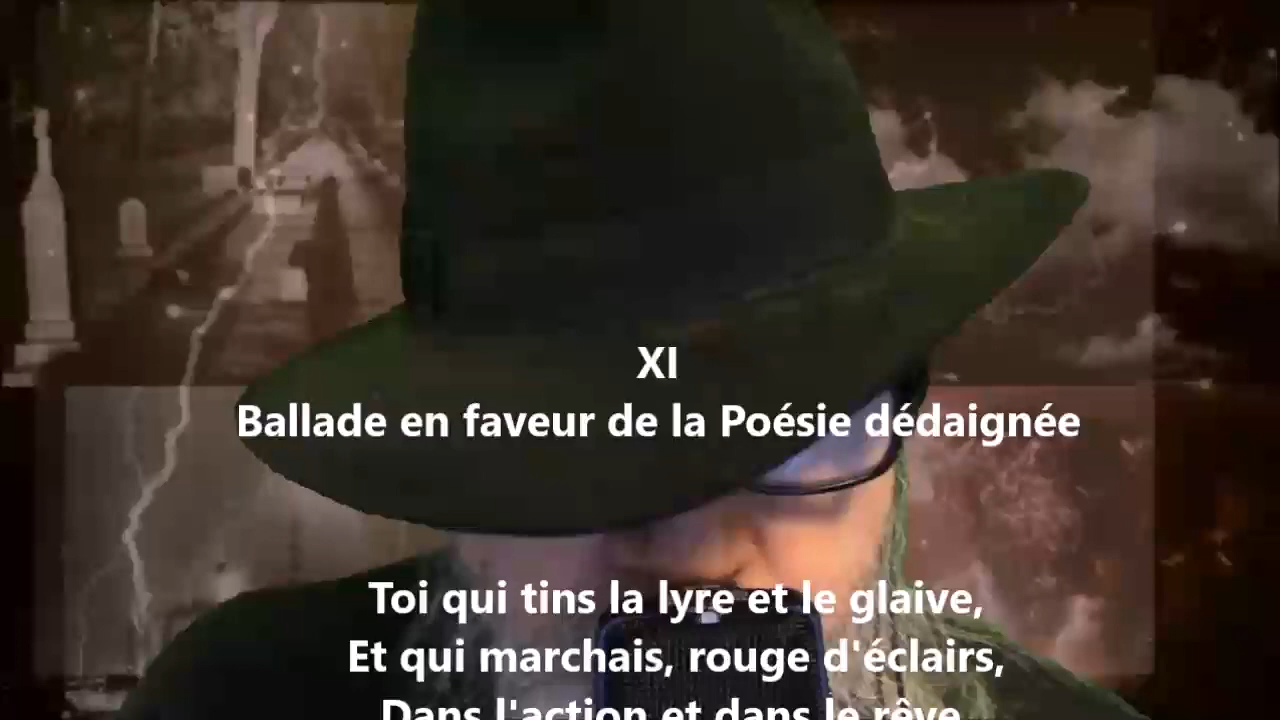 XI
Ballade en faveur de la Poésie dédaignée
Toi qui tins la lyre et le glaive,
Et qui marchais, rouge d'éclairs,
Dans l'action et dans le rêve